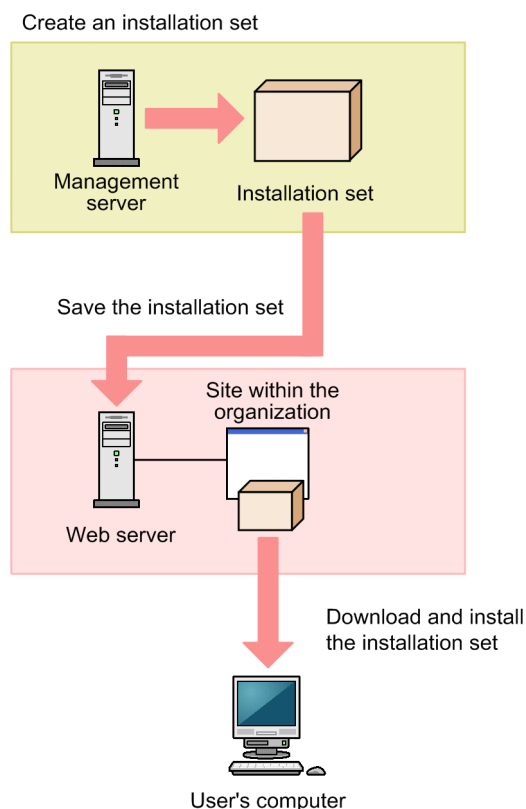 Create an installation set
Management
server
Installation set
Save the installation set
Site within the
organization
Web server
Download and install
the installation set
User's computer